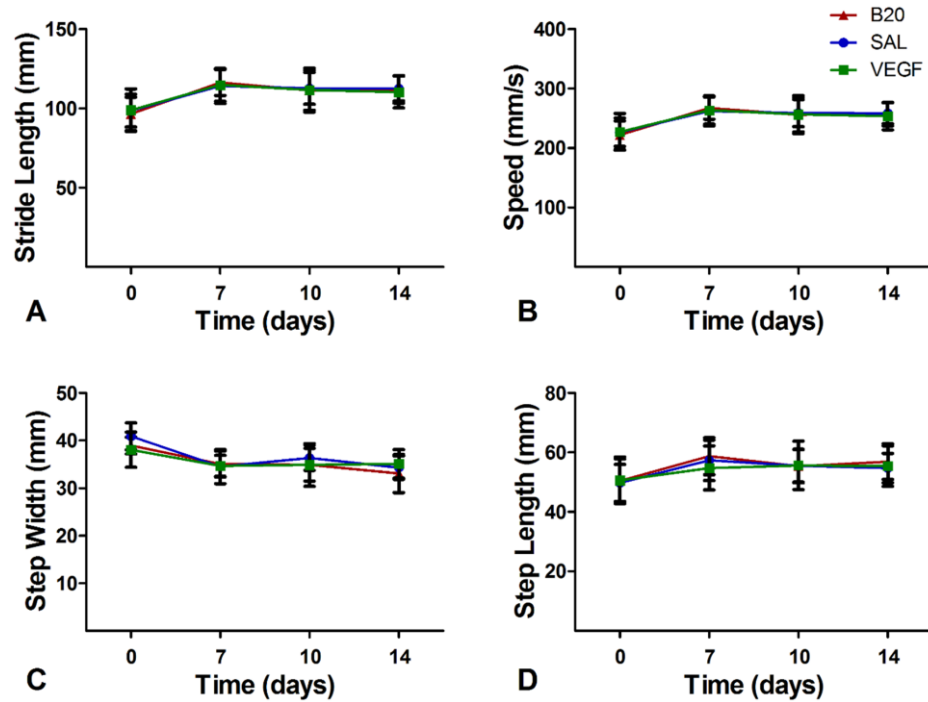 150
100
50
Stride Length (mm)
0 7 10 14
Time (days)
A
400
300
200
100
Speed (mm/s)
0 7 10 14
Time (days)
B
B20
SAL
VEGF
50
40
30
20
10
Step Width (mm)
0 7 10 14
Time (days)
C
80
60
40
20
Step Length (mm)
0 7 10 14
Time (days)
D